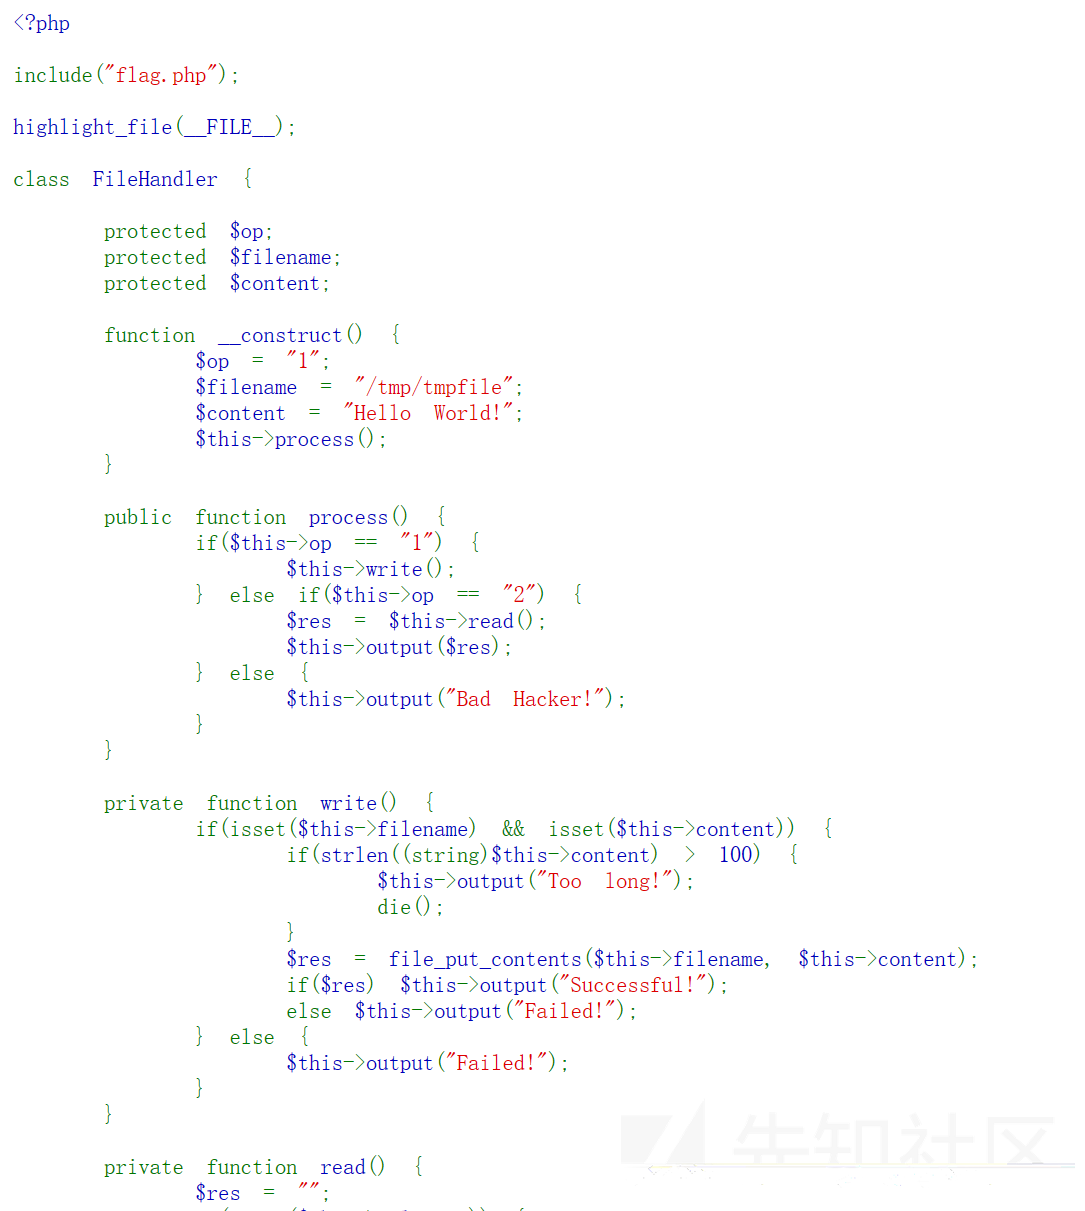 <?php
include("flag.php");
highlight_file(__FILE__);
class FileHandler {
protected $op;
protected $filename;
protected $content;
function __construct() {
$op = "1";
$filename = "/tmp/tmpfile";
$content = "Hello World!";
$this->process();
}
public function process() {
if($this->op == "1") {
$this->write();
} else if($this->op == "2") {
$res = $this->read();
$this->output($res);
} else {
$this->output("Bad Hacker!");
}
}
private function write() {
if(isset($this->filename) && isset($this->content)) {
if(strlen((string)$this->content) > 100) {
$this->output("Too long!");
die();
}
$res = file_put_contents($this->filename, $this->content);
if($res) $this->output("Successful!");
else $this->output("Failed!");
} else {
$this->output("Failed!");
}
}
先知社区
private function read() {
$res = "";